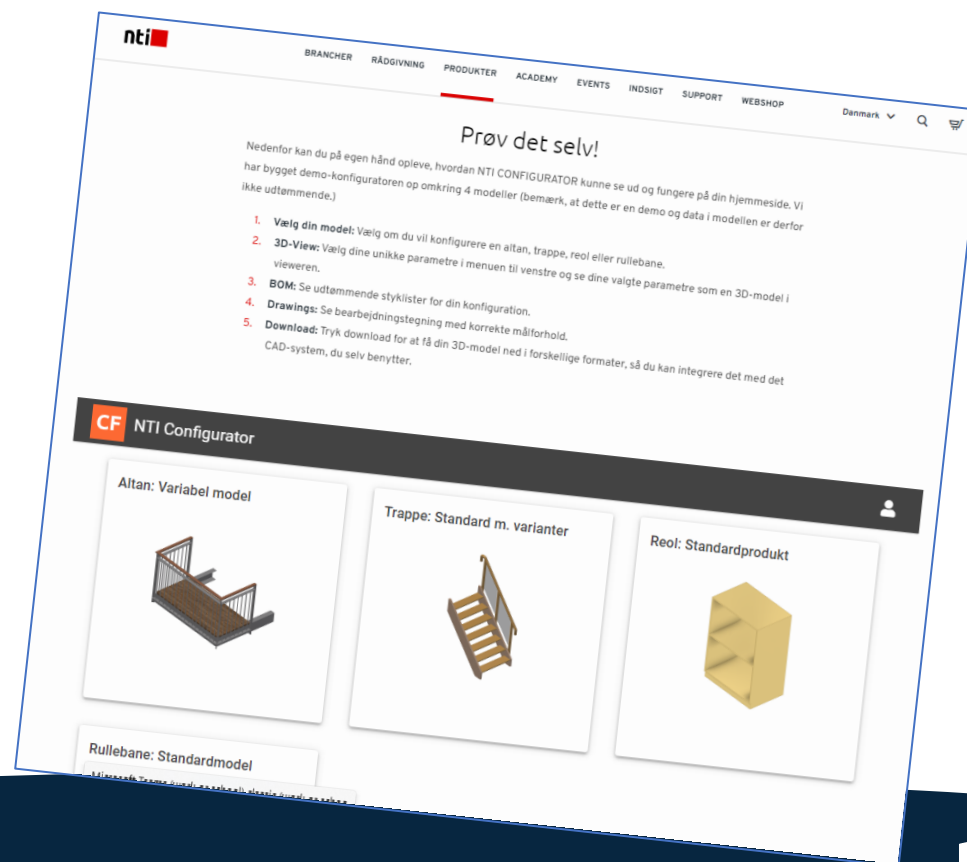 nti
BRANCHER RÅDGIVNING PRODUKTER ACADEMY EVENTS INDSIGT SUPPORT WEBSHOP Danmark
Prøv det selv!
Nedenfor kan du på egen hånd opleve, hvordan NTI CONFIGURATOR kunne se ud og fungere på din hjemmeside. Vi
har bygget demo-konfiguratoren op omkring 4 modeller (bemærk, at dette er en demo og data i modellen er derfor
ikke udtømmende.)
1. Vælg din model: Vælg om du vil konfigurere en altan, trappe, reol eller rullebane.
2. 3D-View: Vælg dine unikke parametre i menuen til venstre og se dine valgte parametre som en 3D-model i
vieweren.
3. BOM: Se udtømmende styklister for din konfiguration.
4. Drawings: Se bearbejdningstegning med korrekte målforhold.
5. Download: Tryk download for at få din 3D-model ned i forskellige formater, så du kan integrere det med det
CAD-system, du selv benytter.
CF NTI Configurator
Altan: Variabel model
Trappe: Standard m. varianter
Reol: Standardprodukt
Rullebane: Standardmodel